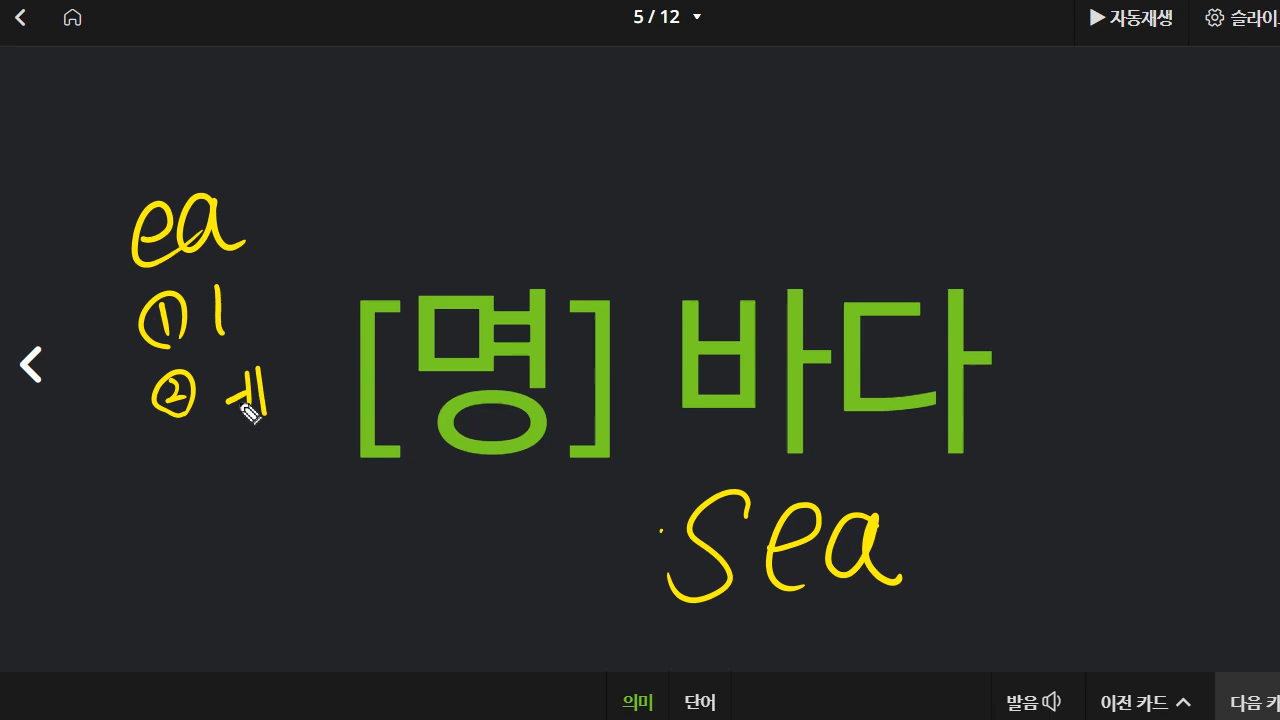 5 / 12
자동재생
슬라이
ea
① ㅣ
② ㅔ
[명] 바다
sea
의미
단어
발음
이전 카드
다음